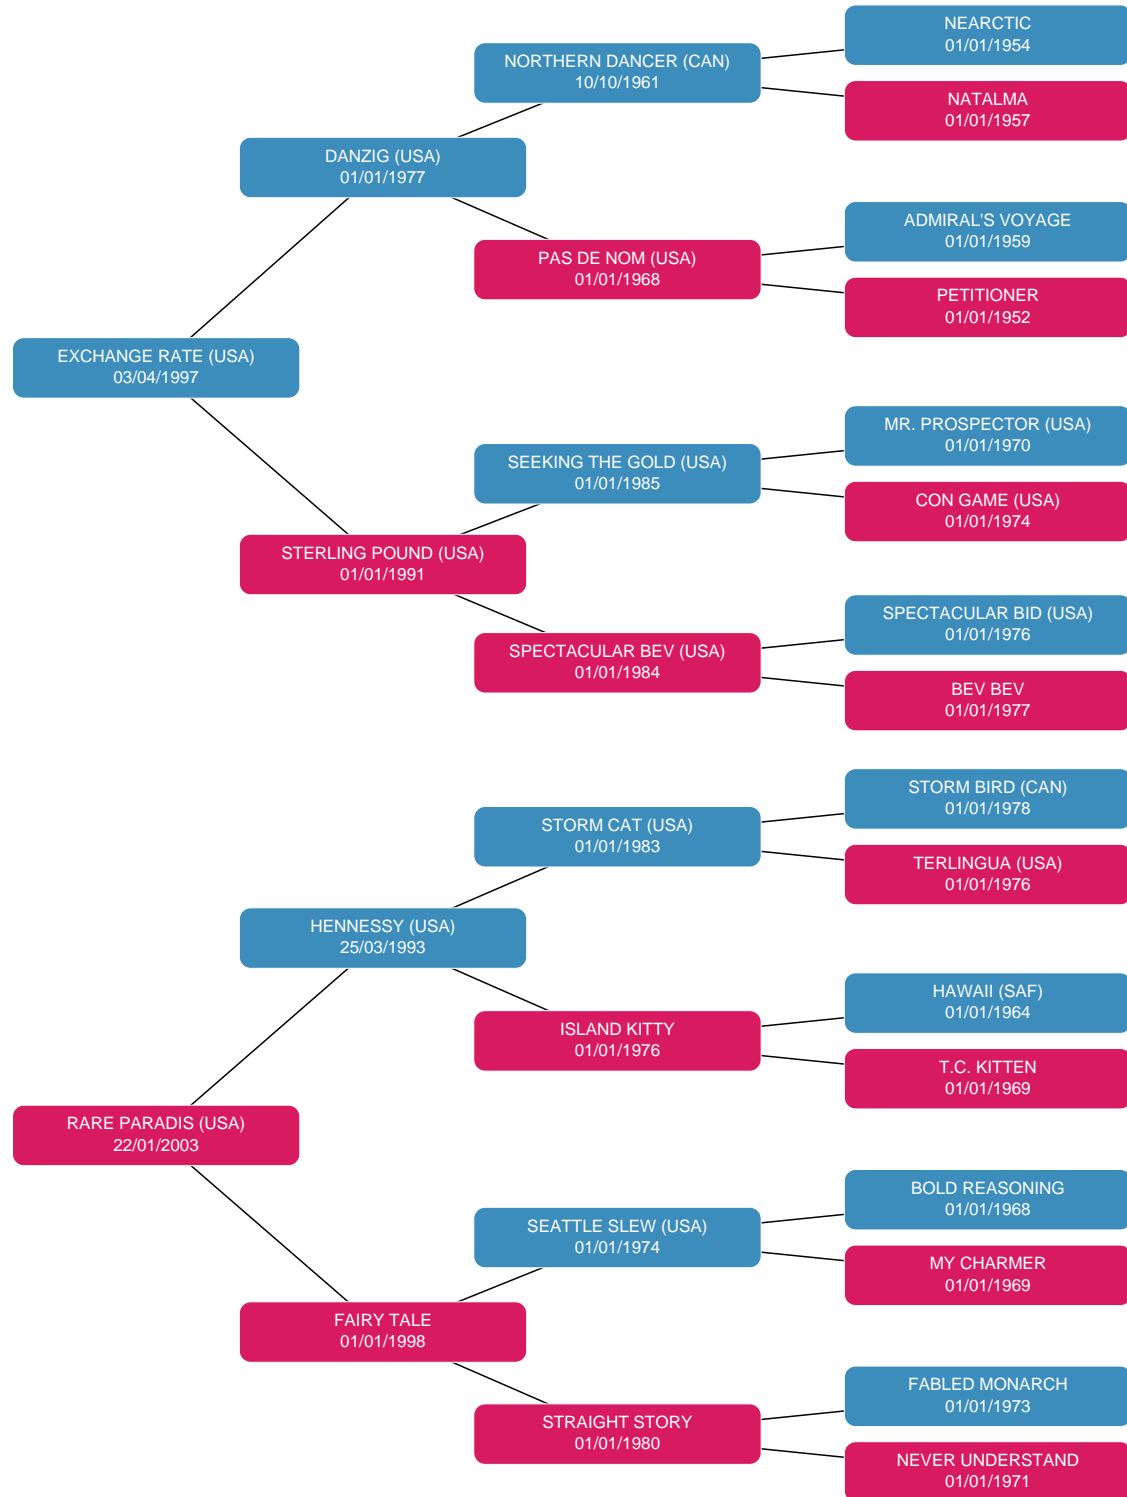 NEARCTIC
01/01/1954
NORTHERN DANCER (CAN)
10/10/1961
NATALMA
01/01/1957
DANZIG (USA)
01/01/1977
ADMIRAL'S VOYAGE
01/01/1959
PAS DE NOM (USA)
01/01/1968
PETITIONER
01/01/1952
EXCHANGE RATE (USA)
03/04/1997
MR. PROSPECTOR (USA)
01/01/1970
SEEKING THE GOLD (USA)
01/01/1985
CON GAME (USA)
01/01/1974
STERLING POUND (USA)
01/01/1991
SPECTACULAR BID (USA)
01/01/1976
SPECTACULAR BEV (USA)
01/01/1984
BEV BEV
01/01/1977
STORM BIRD (CAN)
01/01/1978
STORM CAT (USA)
01/01/1983
TERLINGUA (USA)
01/01/1976
HENNESSY (USA)
25/03/1993
HAWAII (SAF)
01/01/1964
ISLAND KITTY
01/01/1976
T.C. KITTEN
01/01/1969
RARE PARADIS (USA)
22/01/2003
BOLD REASONING
01/01/1968
SEATTLE SLEW (USA)
01/01/1974
MY CHARMER
01/01/1969
FAIRY TALE
01/01/1998
FABLED MONARCH
01/01/1973
STRAIGHT STORY
01/01/1980
NEVER UNDERSTAND
01/01/1971